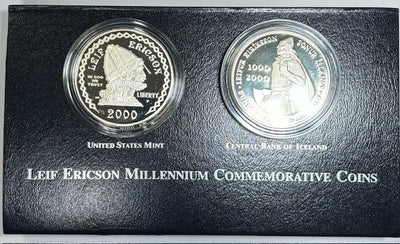 LEIF ERICSON
IN GOD
WE
TRUST
LIBERTY
2000
LEIFUR EIRIKSSON
1000
2000
UNITED STATES MINT
CENTRAL BANK OF ICELAND
LEIF ERICSON MILLENNIUM COMMEMORATIVE COINS